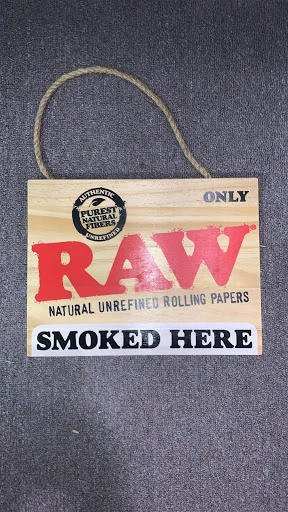 ONLY
AUTHENTIC
PUREST
NATURAL
FIBERS
UNREFINED
RAW
NATURAL UNREFINED ROLLING PAPERS
SMOKED HERE